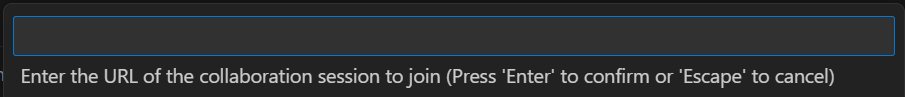 Enter the URL of the collaboration session to join (Press 'Enter' to confirm or 'Escape' to cancel)